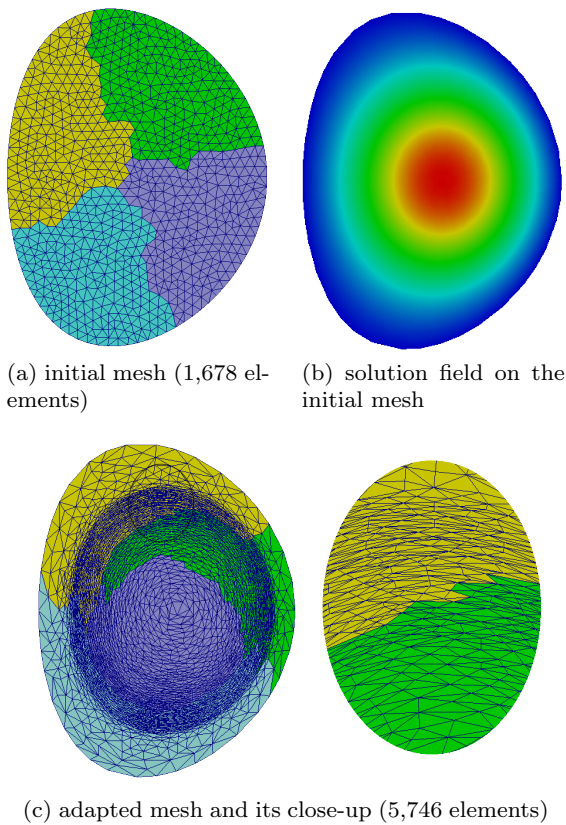 (a) initial mesh (1,678 el-
ements)
(b) solution field on the
initial mesh
(c) adapted mesh and its close-up (5,746 elements)